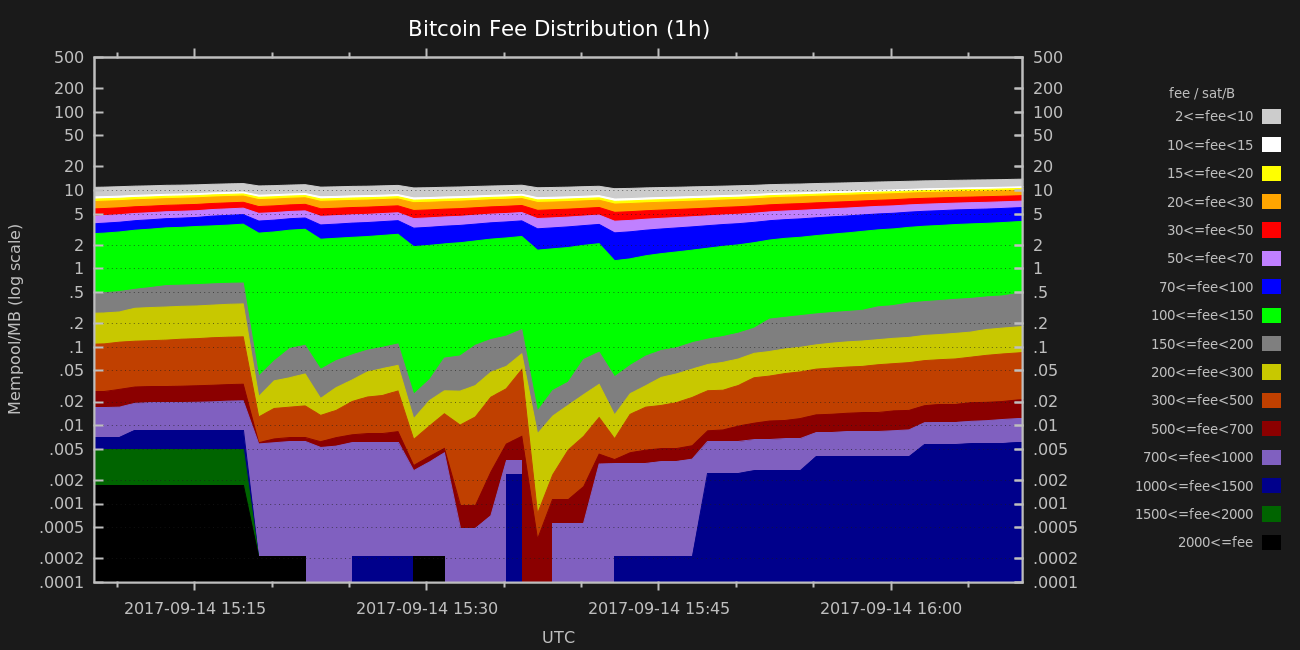 Bitcoin Fee Distribution (1h)
500
200
100
50
20
10
5
2
1
.5
.2
.1
.05
.02
.01
.005
.002
.001
.0005
.0002
.0001
Mempool/MB (log scale)
500
200
100
50
20
10
5
2
1
.5
.2
.1
.05
.02
.01
.005
.002
.001
.0005
.0002
.0001
2017-09-14 15:15
2017-09-14 15:30
2017-09-14 15:45
2017-09-14 16:00
UTC
fee / sat/B
2<=fee<10
10<=fee<15
15<=fee<20
20<=fee<30
30<=fee<50
50<=fee<70
70<=fee<100
100<=fee<150
150<=fee<200
200<=fee<300
300<=fee<500
500<=fee<700
700<=fee<1000
1000<=fee<1500
1500<=fee<2000
2000<=fee